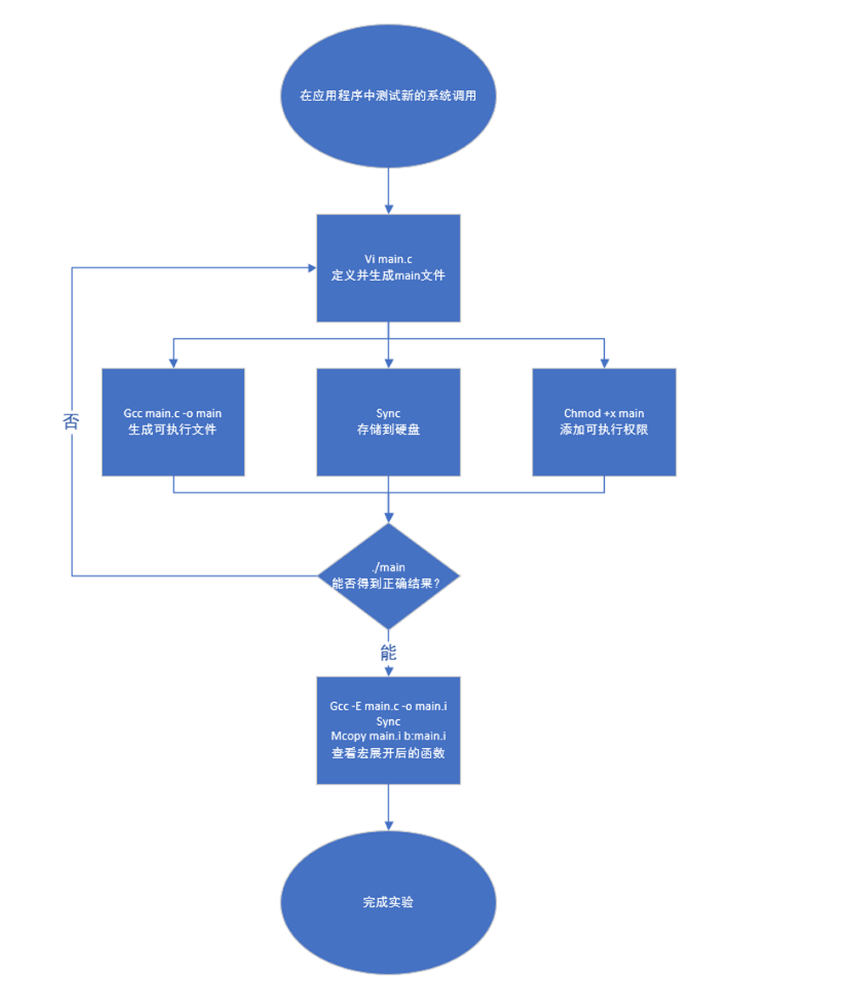 在应用程序中测试新的系统调用
Vi main.c
定义并生成main文件
Gcc main.c -o main
生成可执行文件
Sync
存储到硬盘
Chmod +x main
添加可执行权限
否
./main
能否得到正确结果？
能
Gcc -E main.c -o main.i
Sync
Mcopy main.i b:main.i
查看宏展开后的函数
完成实验